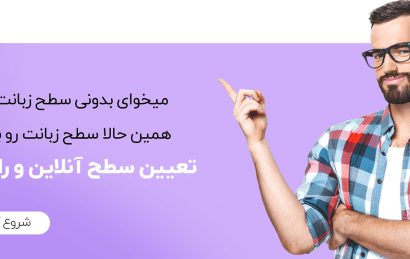 میخوای بدونی سطح زبانت
همین حالا سطح زبانت رو
تعیین سطح آنلاین و را
شروع